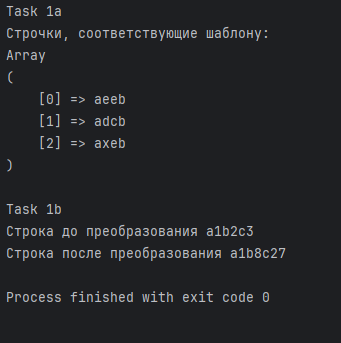 Task 1a
Строчки, соответствующие шаблону:
Array
(
    [0] => aeeb
    [1] => adcb
    [2] => axeb
)

Task 1b
Строка до преобразования a1b2c3
Строка после преобразования a1b8c27

Process finished with exit code 0